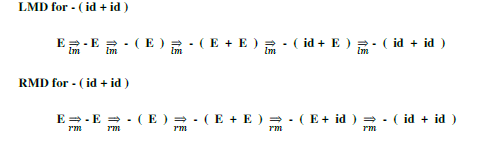 LMD for - ( id + id )
E ⇒lm - E ⇒lm - ( E ) ⇒lm - ( E + E ) ⇒lm - ( id + E ) ⇒lm - ( id + id )
RMD for - ( id + id )
E ⇒rm - E ⇒rm - ( E ) ⇒rm - ( E + E ) ⇒rm - ( E + id ) ⇒rm - ( id + id )